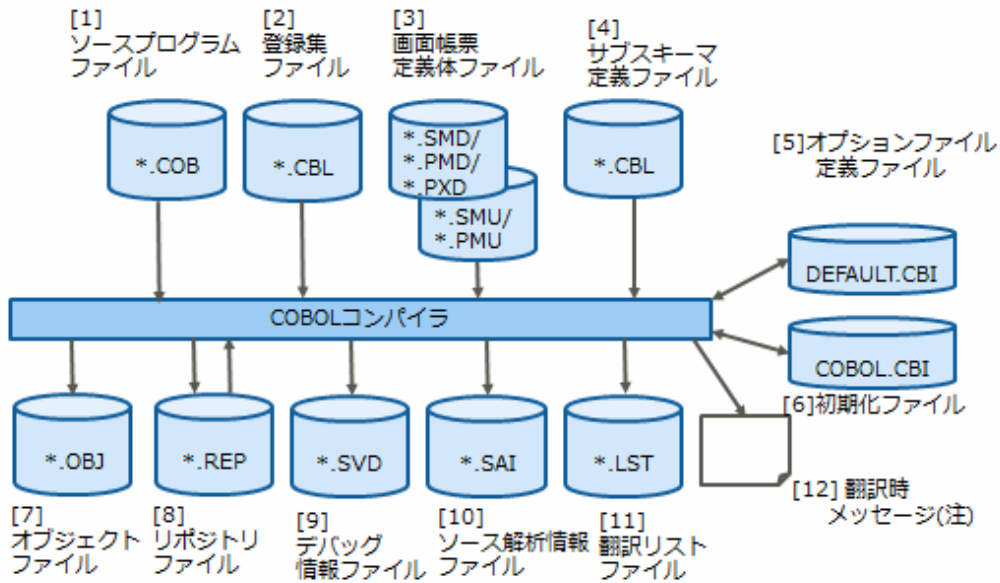 [1]
ソースプログラム
ファイル
[2]
登録集
ファイル
[3]
画面帳票
定義体ファイル
[4]
サブスキーマ
定義ファイル
*.COB
*.CBL
*.SMD/
*.PMD/
*.PXD
*.SMU/
*.PMU
*.CBL
[5]オプションファイル
定義ファイル
DEFAULT.CBI
COBOLコンパイラ
COBOL.CBI
[6]初期化ファイル
*.OBJ
*.REP
*.SVD
*.SAI
*.LST
[7]
オブジェクト
ファイル
[8]
リポジトリ
ファイル
[9]
デバッグ
情報ファイル
[10]
ソース解析情報
ファイル
[11]
翻訳リスト
ファイル
[12] 翻訳時
メッセージ(注)